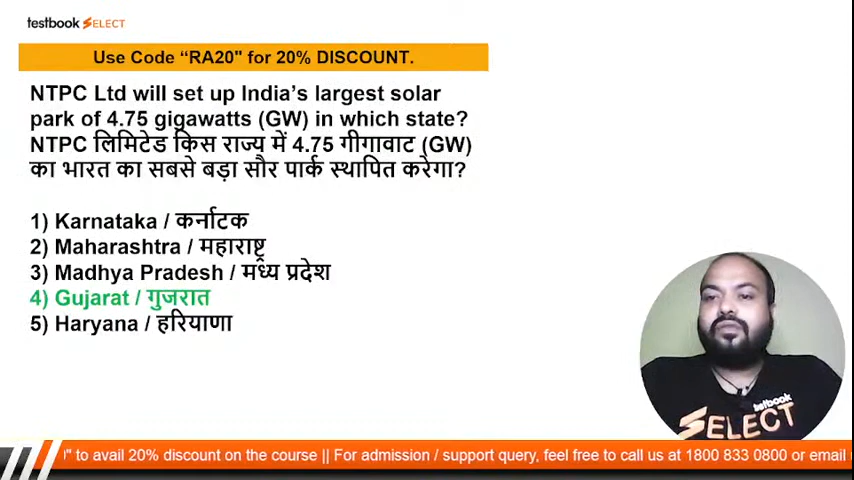 testbook SELECT
Use Code “RA20" for 20% DISCOUNT.
NTPC Ltd will set up India’s largest solar
park of 4.75 gigawatts (GW) in which state?
NTPC लिमिटेड किस राज्य में 4.75 गीगावाट (GW)
का भारत का सबसे बड़ा सौर पार्क स्थापित करेगा?
1) Karnataka / कर्नाटक
2) Maharashtra / महाराष्ट्र
3) Madhya Pradesh / मध्य प्रदेश
4) Gujarat / गुजरात
5) Haryana / हरियाणा
testbook
SELECT
" to avail 20% discount on the course || For admission / support query, feel free to call us at 1800 833 0800 or email